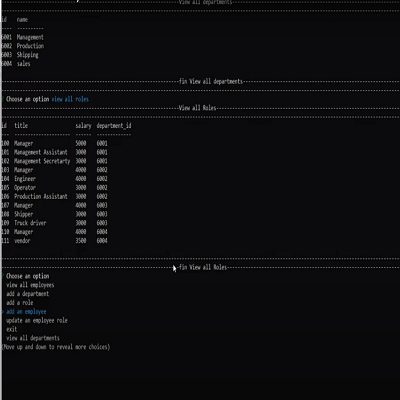 View all departments
id name
6001 Management
6002 Production
6003 Shipping
6004 sales
fin View all departments
Choose an option view all roles
View all Roles
id title salary department_id
100 Manager 5000 6001
101 Management Assistant 3000 6001
102 Management Secretarty 3000 6001
103 Manager 4000 6002
104 Engineer 4000 6002
105 Operator 3000 6002
106 Production Assistant 3000 6002
107 Manager 4000 6003
108 Shipper 3000 6003
109 Truck driver 3000 6003
110 Manager 4000 6004
111 vendor 3500 6004
fin View all Roles
Choose an option
view all employees
add a department
add a role
> add an employee
update an employee role
exit
view all departments
(Move up and down to reveal more choices)